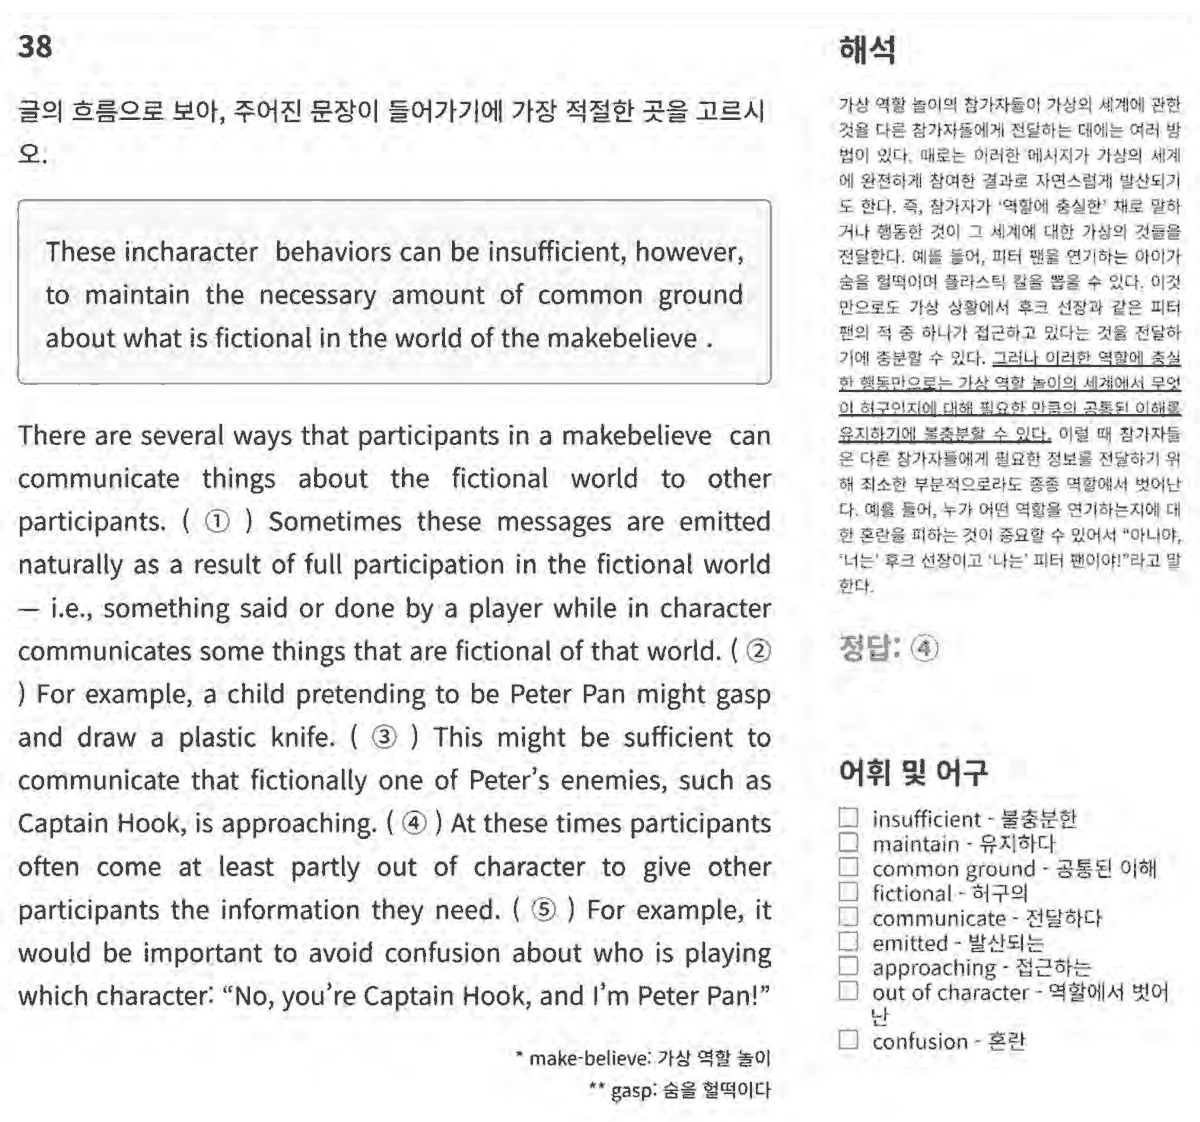 38
글의 흐름으로 보아, 주어진 문장이 들어가기에 가장 적절한 곳을 고르시
오.
These incharacter behaviors can be insufficient, however,
to maintain the necessary amount of common ground
about what is fictional in the world of the makebelieve .
There are several ways that participants in a makebelieve can
communicate things about the fictional world to other
participants. ( ① ) Sometimes these messages are emitted
naturally as a result of full participation in the fictional world
— i.e., something said or done by a player while in character
communicates some things that are fictional of that world. ( ②
) For example, a child pretending to be Peter Pan might gasp
and draw a plastic knife. ( ③ ) This might be sufficient to
communicate that fictionally one of Peter's enemies, such as
Captain Hook, is approaching. ( ④ ) At these times participants
often come at least partly out of character to give other
participants the information they need. ( ⑤ ) For example, it
would be important to avoid confusion about who is playing
which character: “No, you're Captain Hook, and I'm Peter Pan!”
* make-believe: 가상 역할 놀이
** gasp: 숨을 헐떡이다
해석
가상 역할 놀이의 참가자들이 가상의 세계에 관한
것을 다른 참가자들에게 전달하는 데에는 여러 방
법이 있다. 때로는 이러한 메시지가 가상의 세계
에 완전하게 참여한 결과로 자연스럽게 발산되기
도 한다. 즉, 참가자가 ‘역할에 충실한’ 채로 말하
거나 행동한 것이 그 세계에 대한 가상의 것들을
전달한다. 예를 들어, 피터 팬을 연기하는 아이가
숨을 헐떡이며 플라스틱 칼을 뽑을 수 있다. 이것
만으로도 가상 상황에서 후크 선장과 같은 피터
팬의 적 중 하나가 접근하고 있다는 것을 전달하
기에 충분할 수 있다. 그러나 이러한 역할에 충실
한 행동만으로는 가상 역할 놀이의 세계에서 무엇
이 허구인지에 대해 필요한 만큼의 공통된 이해를
유지하기에 불충분할 수 있다. 이럴 때 참가자들
은 다른 참가자들에게 필요한 정보를 전달하기 위
해 최소한 부분적으로라도 종종 역할에서 벗어난
다. 예를 들어, 누가 어떤 역할을 연기하는지에 대
한 혼란을 피하는 것이 중요할 수 있어서 “아니야,
‘너는’ 후크 선장이고 ‘나는’ 피터 팬이야!”라고 말
한다.
정답: ④
어휘 및 어구
insufficient - 불충분한
maintain - 유지하다
common ground - 공통된 이해
fictional - 허구의
communicate - 전달하다
emitted - 발산되는
approaching - 접근하는
out of character - 역할에서 벗어
난
confusion - 혼란